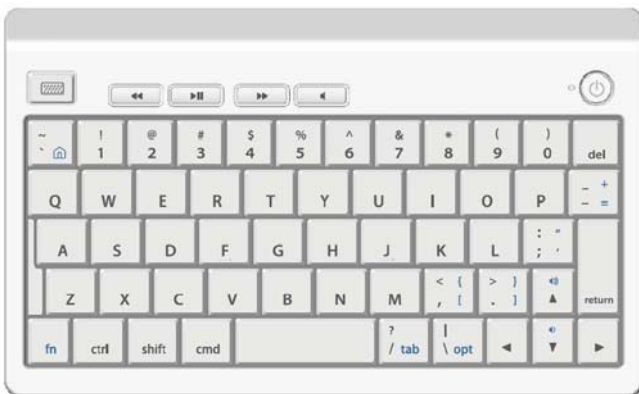 ~ ! @ # $ % ^ & * ( )
` 1 2 3 4 5 6 7 8 9 0 del
Q W E R T Y U I O P - + - =
A S D F G H J K L : " ; '
Z X C V B N M < { , [ > } . ] return
fn ctrl shift cmd ? / tab | \ opt